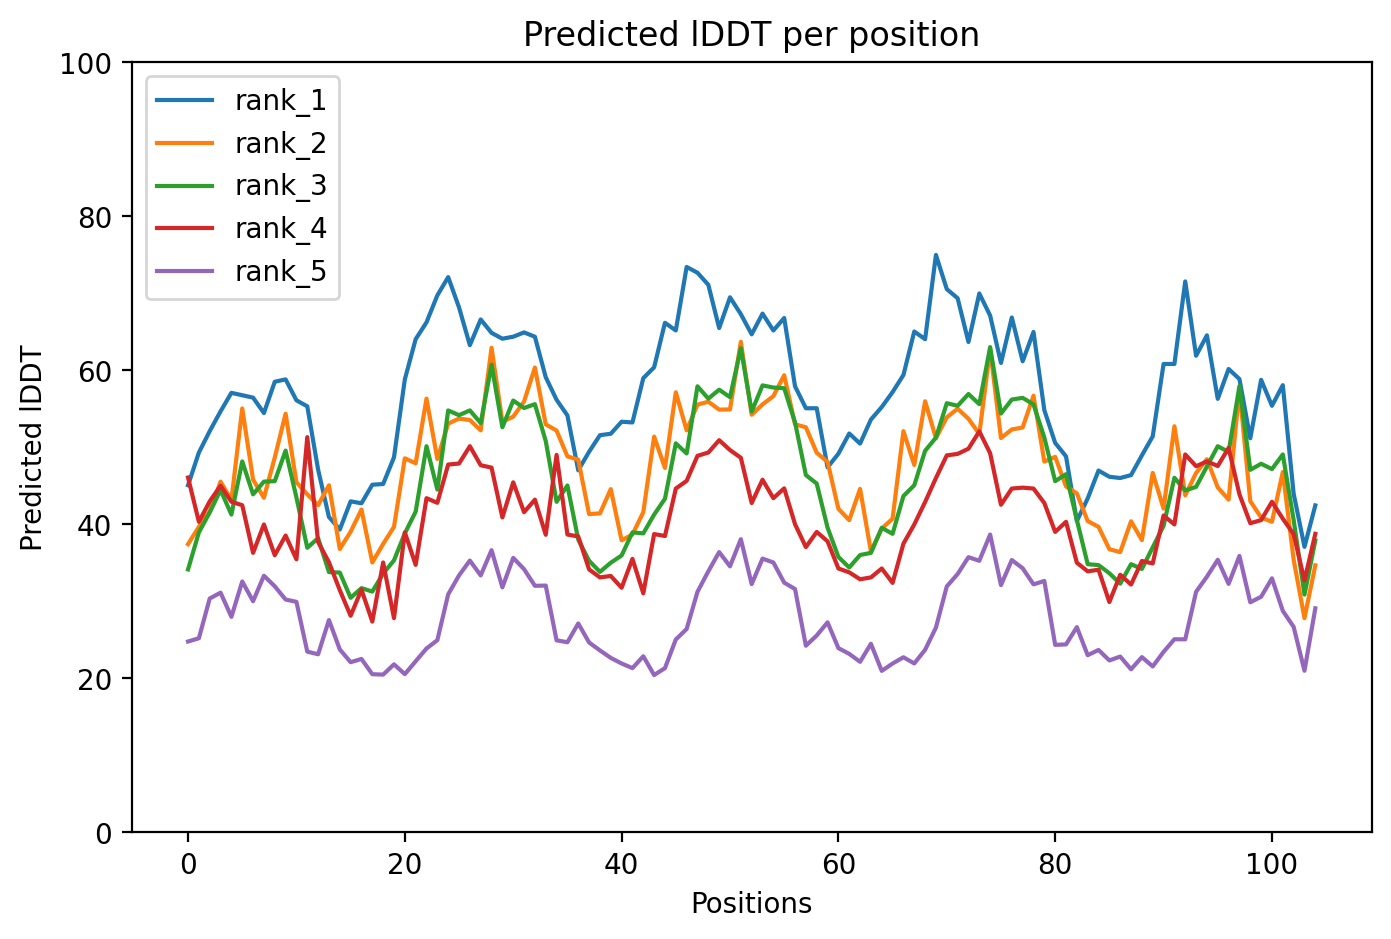 Predicted lDDT per position
100
80
60
40
20
0
Predicted lDDT
rank_1
rank_2
rank_3
rank_4
rank_5
0 20 40 60 80 100
Positions